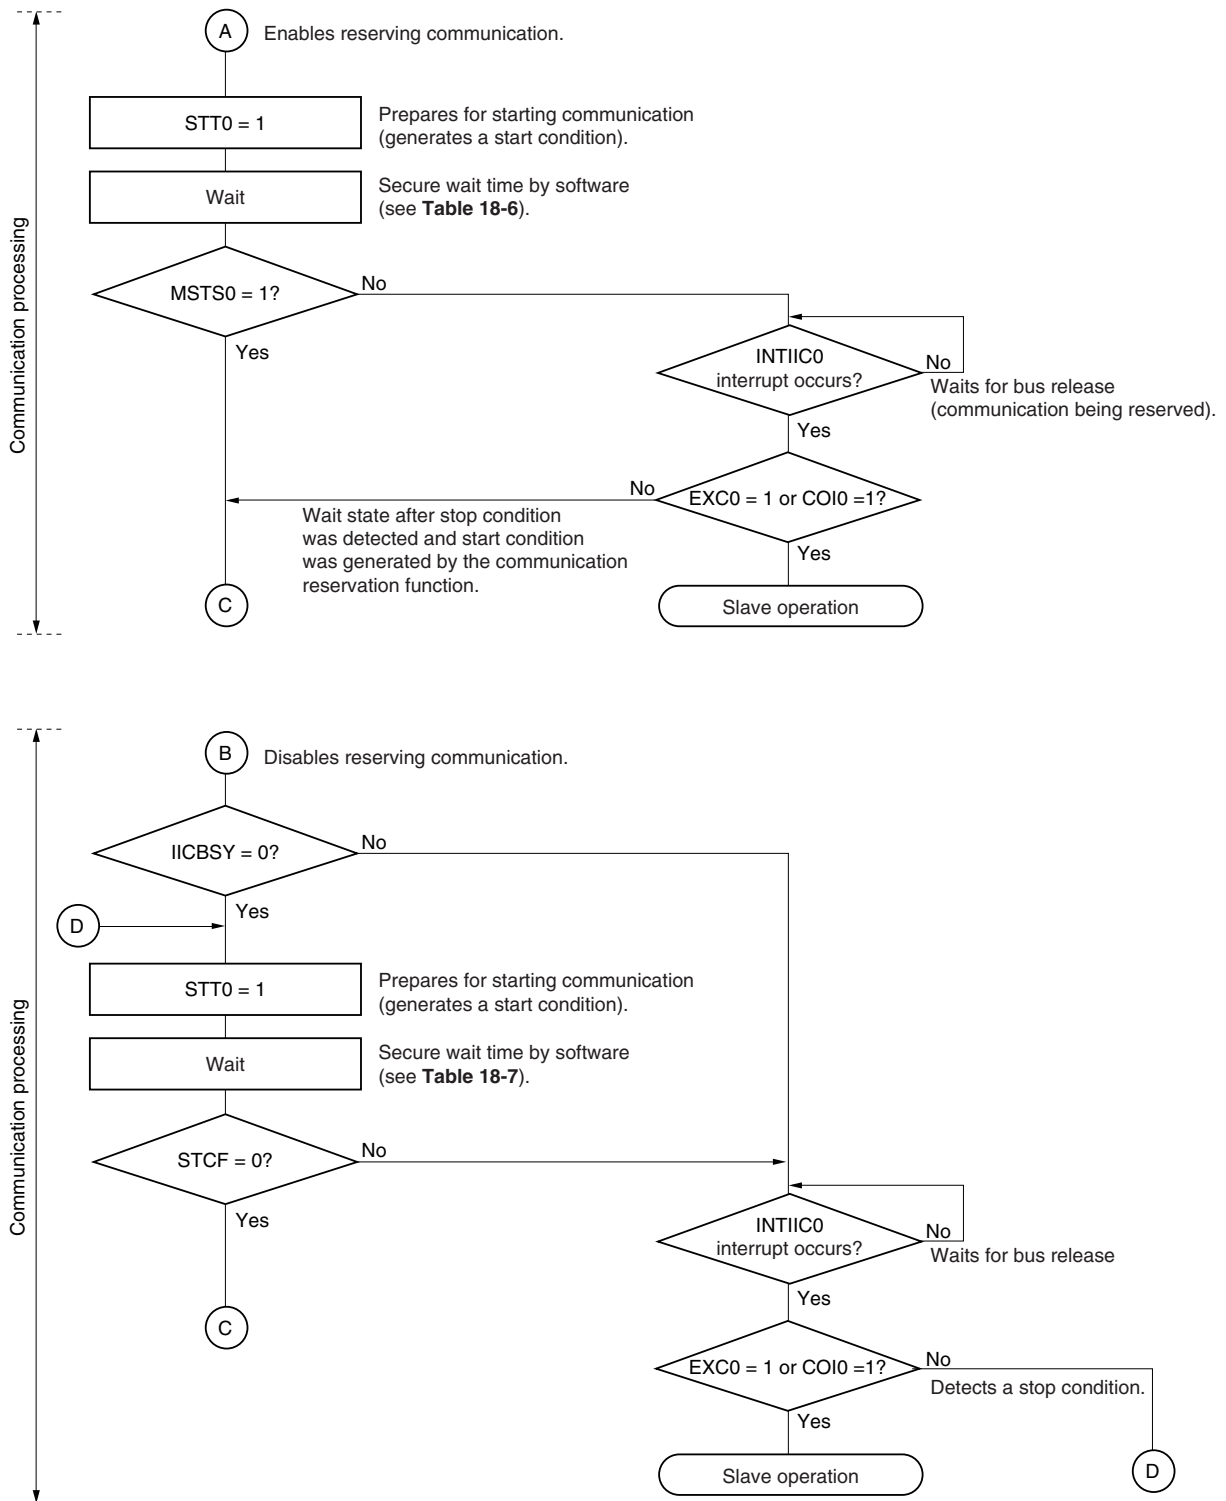 A
Enables reserving communication.
STT0 = 1
Prepares for starting communication
(generates a start condition).
Wait
Secure wait time by software
(see Table 18-6).
MSTS0 = 1?
No
Yes
INTIIC0
interrupt occurs?
No
Waits for bus release
(communication being reserved).
Yes
EXC0 = 1 or COI0 =1?
No
Wait state after stop condition
was detected and start condition
was generated by the communication
reservation function.
Yes
C
Slave operation
Communication processing
B
Disables reserving communication.
IICBSY = 0?
No
Yes
D
STT0 = 1
Prepares for starting communication
(generates a start condition).
Wait
Secure wait time by software
(see Table 18-7).
STCF = 0?
No
Yes
INTIIC0
interrupt occurs?
No
Waits for bus release
Yes
C
EXC0 = 1 or COI0 =1?
No
Detects a stop condition.
Yes
Slave operation
D
Communication processing